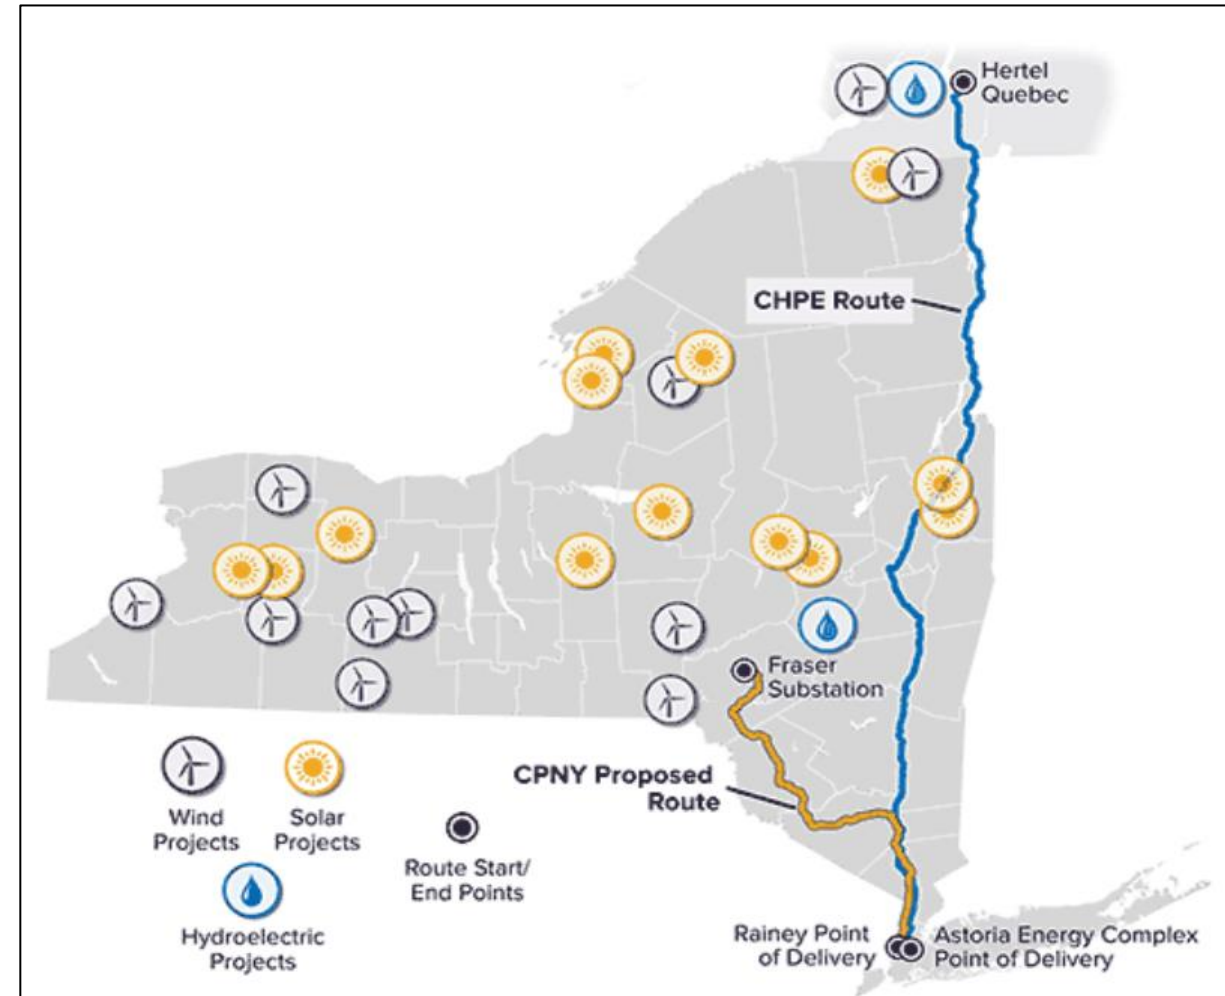 Hertel
Quebec
CHPE Route
Fraser
Substation
CPNY Proposed
Route
Wind
Projects
Solar
Projects
Route Start/
End Points
Hydroelectric
Projects
Rainey Point
of Delivery
Astoria Energy Complex
Point of Delivery